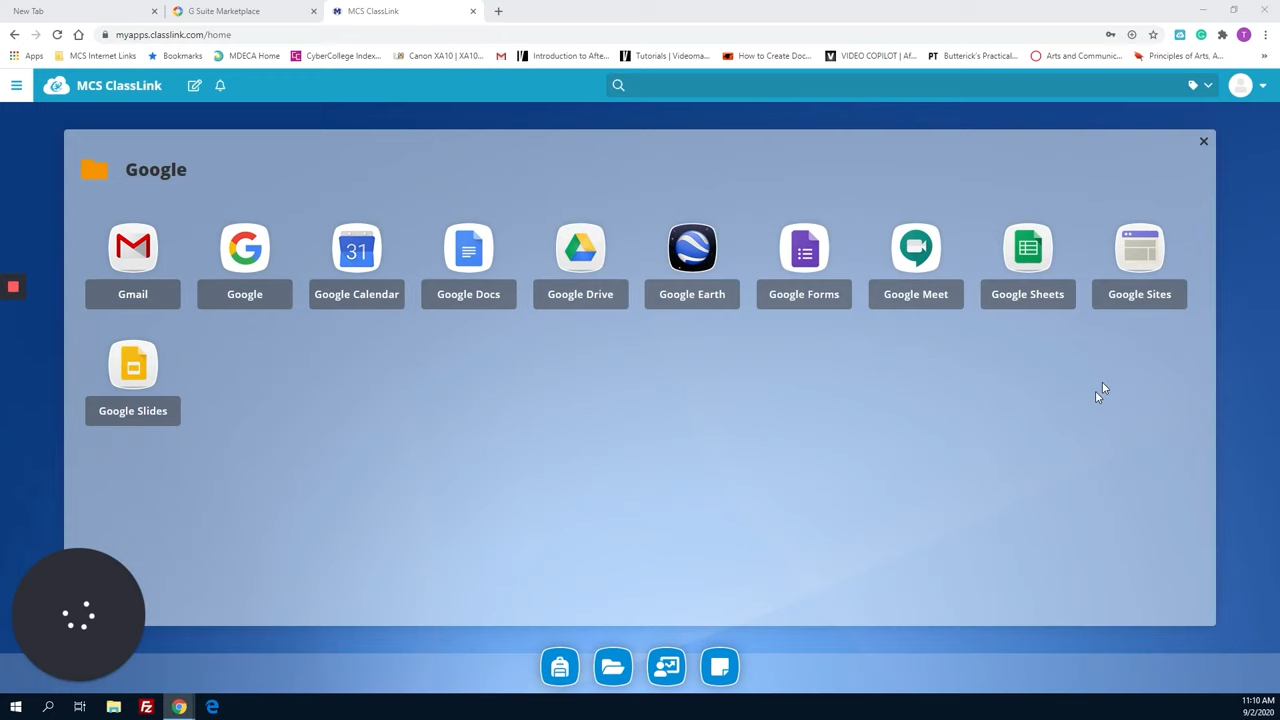 New Tab
G Suite Marketplace
MCS ClassLink
myapps.classlink.com/home
T
Apps
MCS Internet Links
Bookmarks
MDECA Home
CyberCollege Index...
Canon XA10 | XA10...
Introduction to Afte...
Tutorials | Videoma...
How to Create Doc...
VIDEO COPILOT | Af...
PT Butterick's Practical...
Arts and Communic...
Principles of Arts, A...
»
MCS ClassLink
Google
31
Gmail
Google
Google Calendar
Google Docs
Google Drive
Google Earth
Google Forms
Google Meet
Google Sheets
Google Sites
Google Slides
11:10 AM
9/2/2020